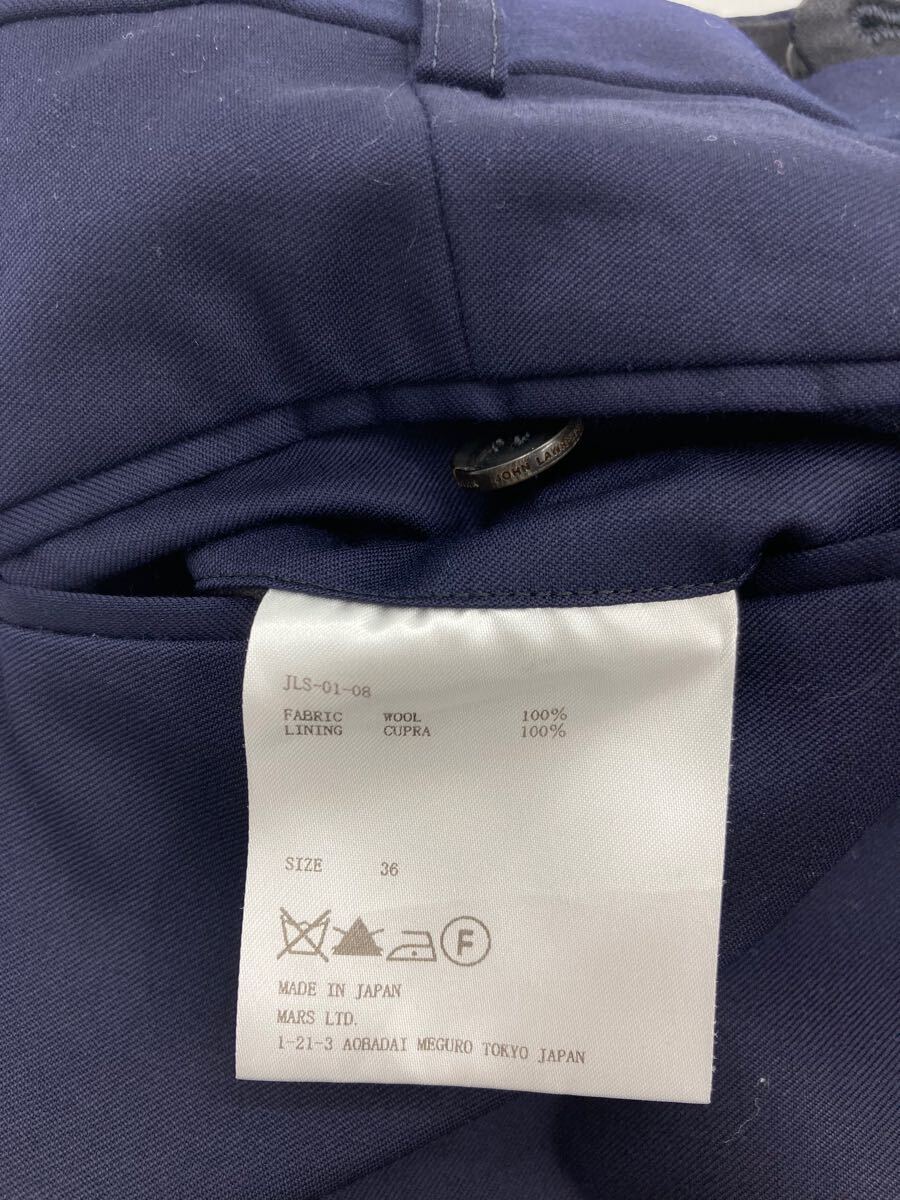 JOHN
JLS-01-08
FABRIC WOOL 100%
LINING CUPRA 100%
SIZE 36
F
MADE IN JAPAN
MARS LTD.
1-21-3 AOBADAI MEGURO TOKYO JAPAN